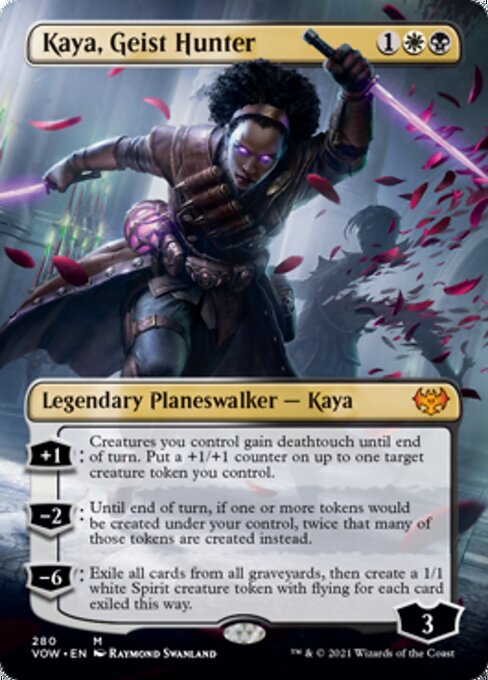 Kaya, Geist Hunter 1
Legendary Planeswalker — Kaya
+1: Creatures you control gain deathtouch until end
of turn. Put a +1/+1 counter on up to one target
creature token you control.
−2: Until end of turn, if one or more tokens would
be created under your control, twice that many of
those tokens are created instead.
−6: Exile all cards from all graveyards, then create a 1/1
white Spirit creature token with flying for each card
exiled this way.
3
280 M
VOW • EN RAYMOND SWANLAND
™ & © 2021 Wizards of the Coast